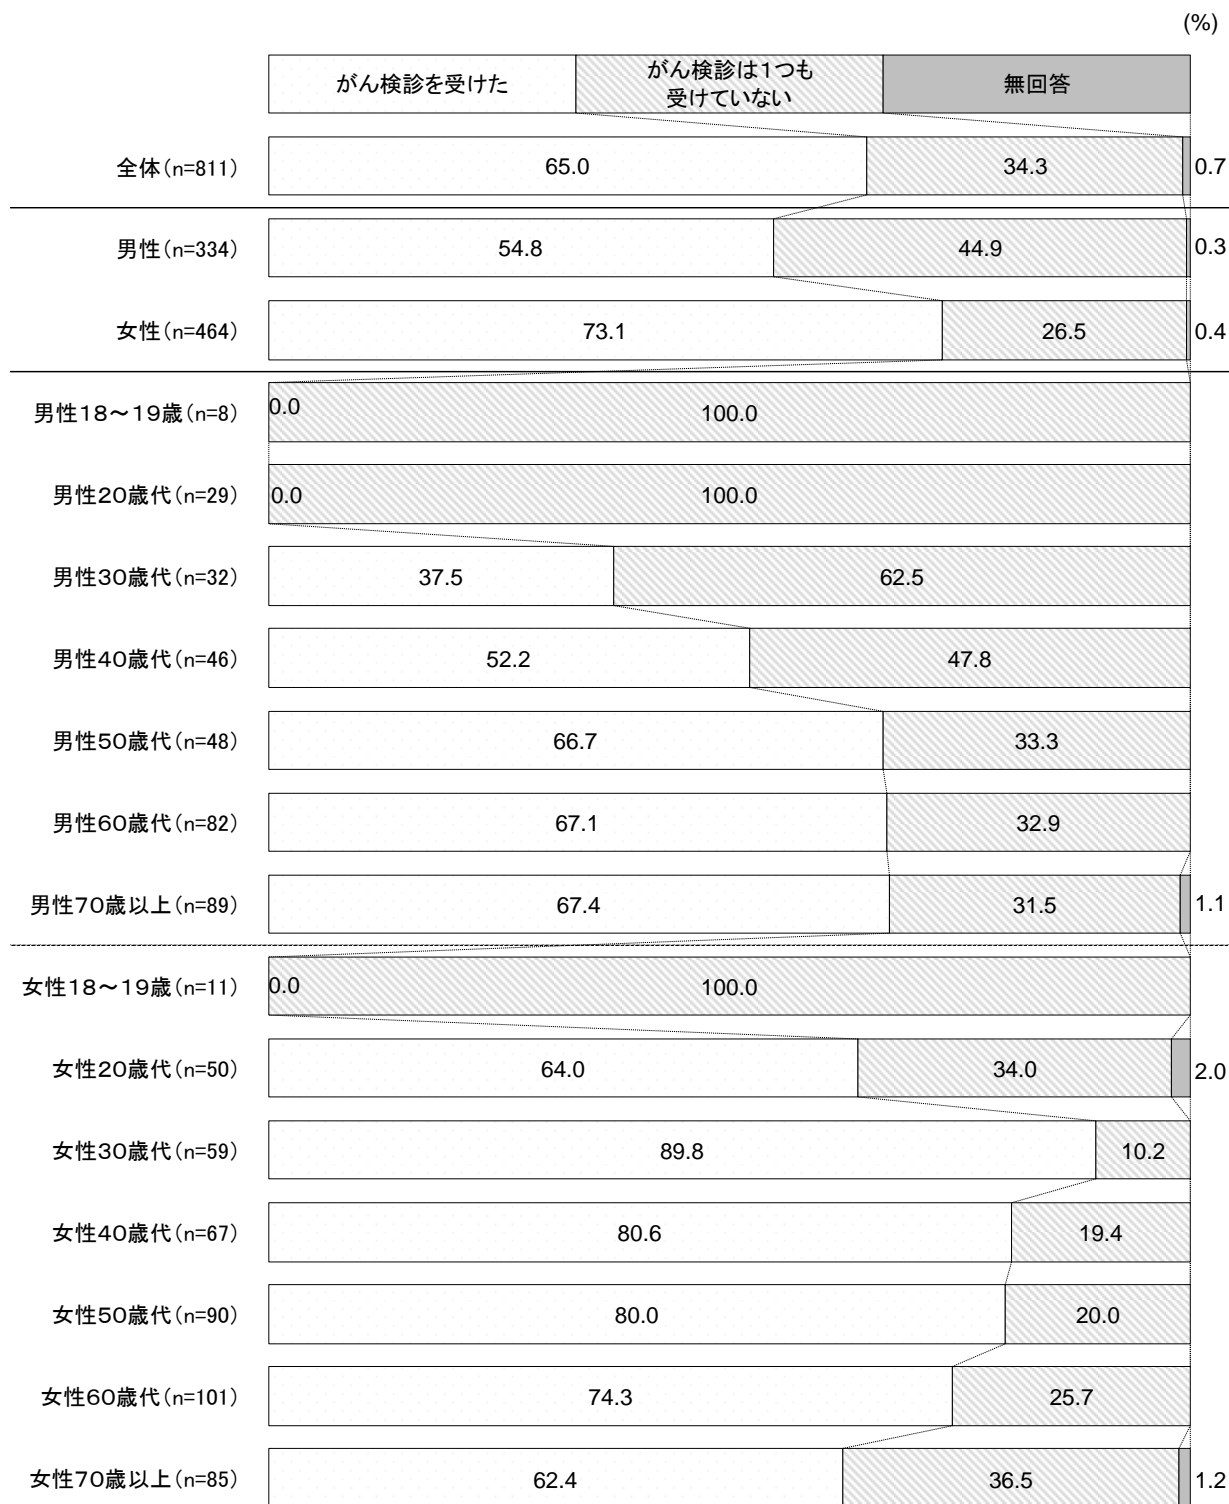 (%)
がん検診を受けた
がん検診は１つも
受けていない
無回答
全体(n=811) 65.0 34.3 0.7
男性(n=334) 54.8 44.9 0.3
女性(n=464) 73.1 26.5 0.4
男性１８～１９歳(n=8) 0.0 100.0
男性２０歳代(n=29) 0.0 100.0
男性３０歳代(n=32) 37.5 62.5
男性４０歳代(n=46) 52.2 47.8
男性５０歳代(n=48) 66.7 33.3
男性６０歳代(n=82) 67.1 32.9
男性７０歳以上(n=89) 67.4 31.5 1.1
女性１８～１９歳(n=11) 0.0 100.0
女性２０歳代(n=50) 64.0 34.0 2.0
女性３０歳代(n=59) 89.8 10.2
女性４０歳代(n=67) 80.6 19.4
女性５０歳代(n=90) 80.0 20.0
女性６０歳代(n=101) 74.3 25.7
女性７０歳以上(n=85) 62.4 36.5 1.2